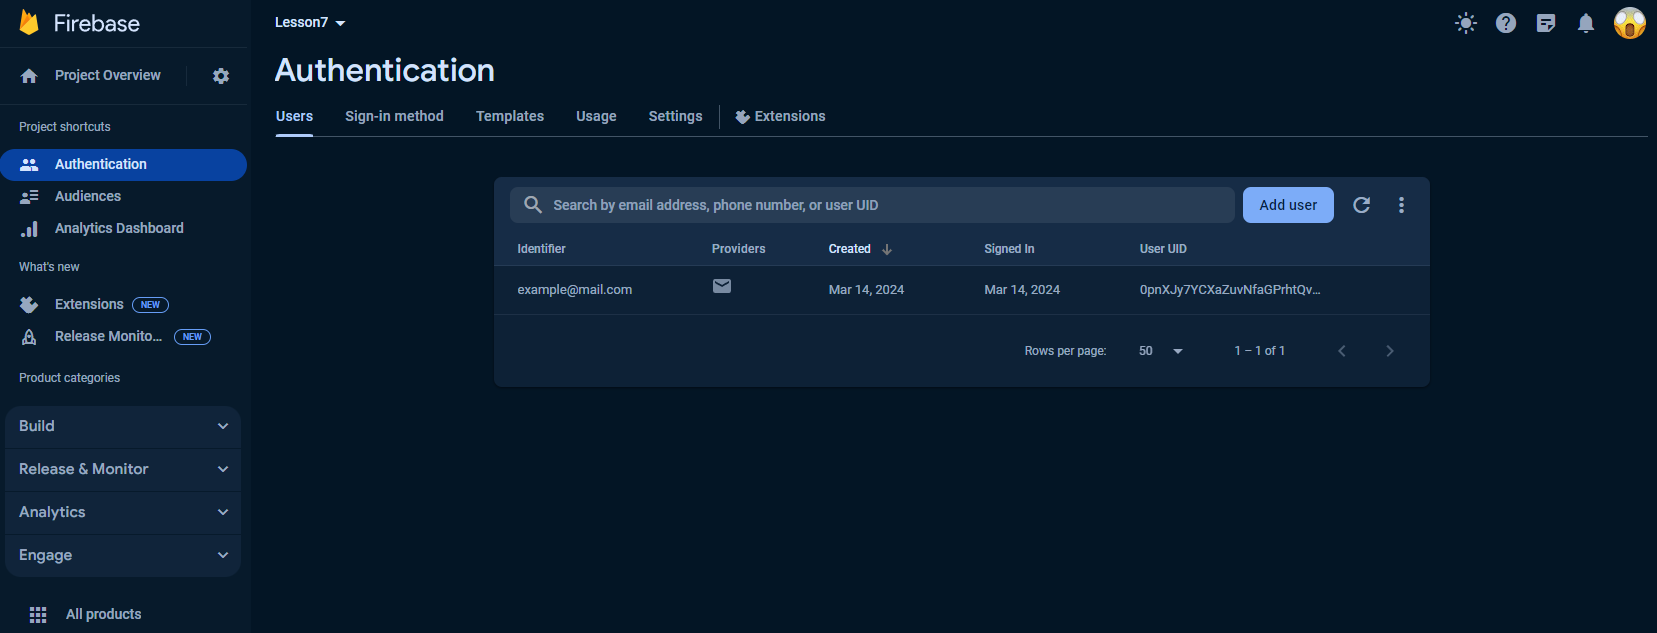 Firebase
Project Overview
Project shortcuts
Authentication
Audiences
Analytics Dashboard
What's new
Extensions NEW
Release Monito... NEW
Product categories
Build
Release & Monitor
Analytics
Engage
All products
Lesson7
Authentication
Users Sign-in method Templates Usage Settings Extensions
Search by email address, phone number, or user UID Add user
Identifier Providers Created Signed In User UID
example@mail.com Mar 14, 2024 Mar 14, 2024 0pnXJy7YCXaZuvNfaGPrhtQv...
Rows per page: 50 1 – 1 of 1